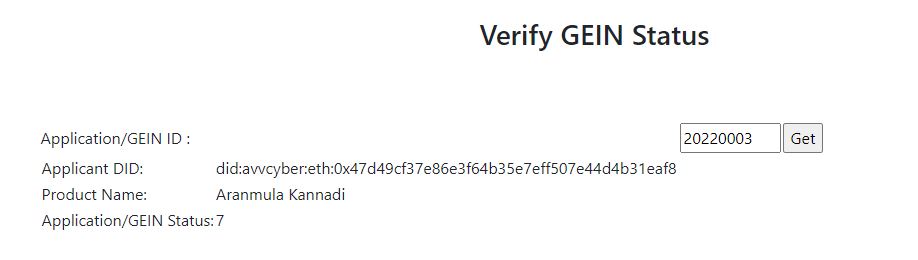 Verify GEIN Status
Application/GEIN ID : 20220003 Get
Applicant DID: did:avvcyber:eth:0x47d49cf37e86e3f64b35e7eff507e44d4b31eaf8
Product Name: Aranmula Kannadi
Application/GEIN Status: 7